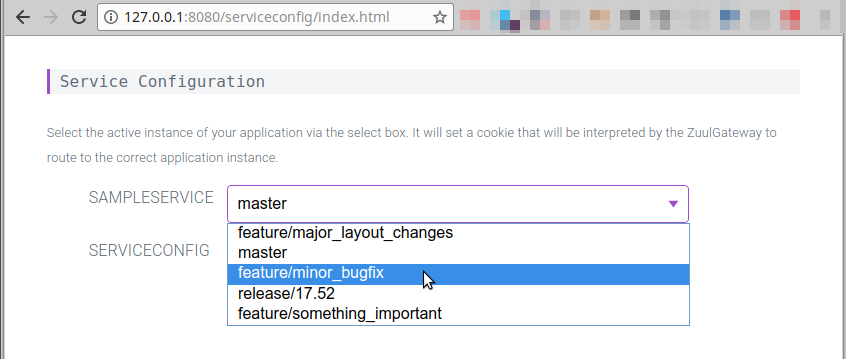 127.0.0.1:8080/serviceconfig/index.html
Service Configuration
Select the active instance of your application via the select box. It will set a cookie that will be interpreted by the ZuulGateway to
route to the correct application instance.
SAMPLESERVICE
master
feature/major_layout_changes
SERVICECONFIG
master
feature/minor_bugfix
release/17.52
feature/something_important